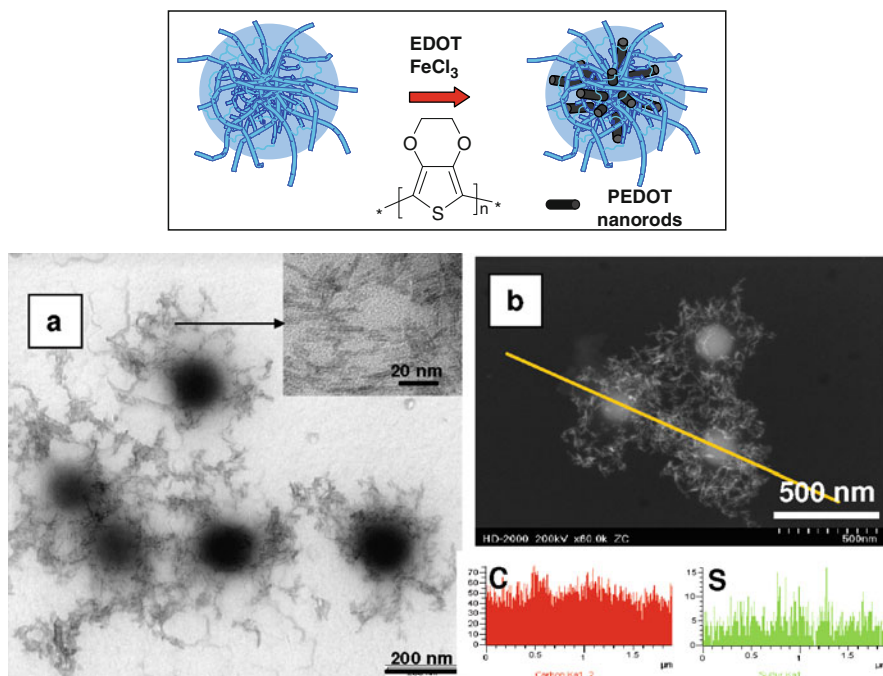 EDOT
FeCl3
O O
S
* [ ]n *
PEDOT
nanorods
a
20 nm
200 nm
b
500 nm
HD-2000 200kV x60.0k ZC 500nm
C
70
60
50
40
30
20
10
0
0 0.5 1 1.5
µm
S
15
10
5
0
0 0.5 1 1.5
µm